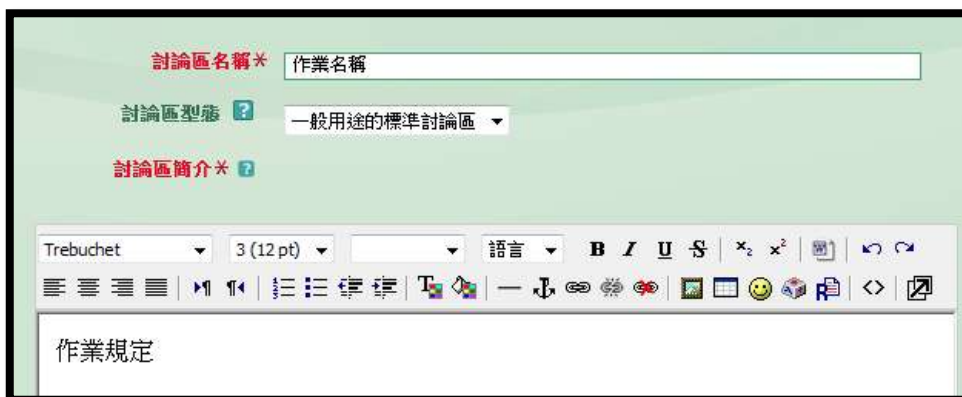 討論區名稱* 作業名稱
討論區型態 ? 一般用途的標準討論區
討論區簡介* ?
Trebuchet 3 (12 pt) 語言 B I U S ×₂ ×²
作業規定